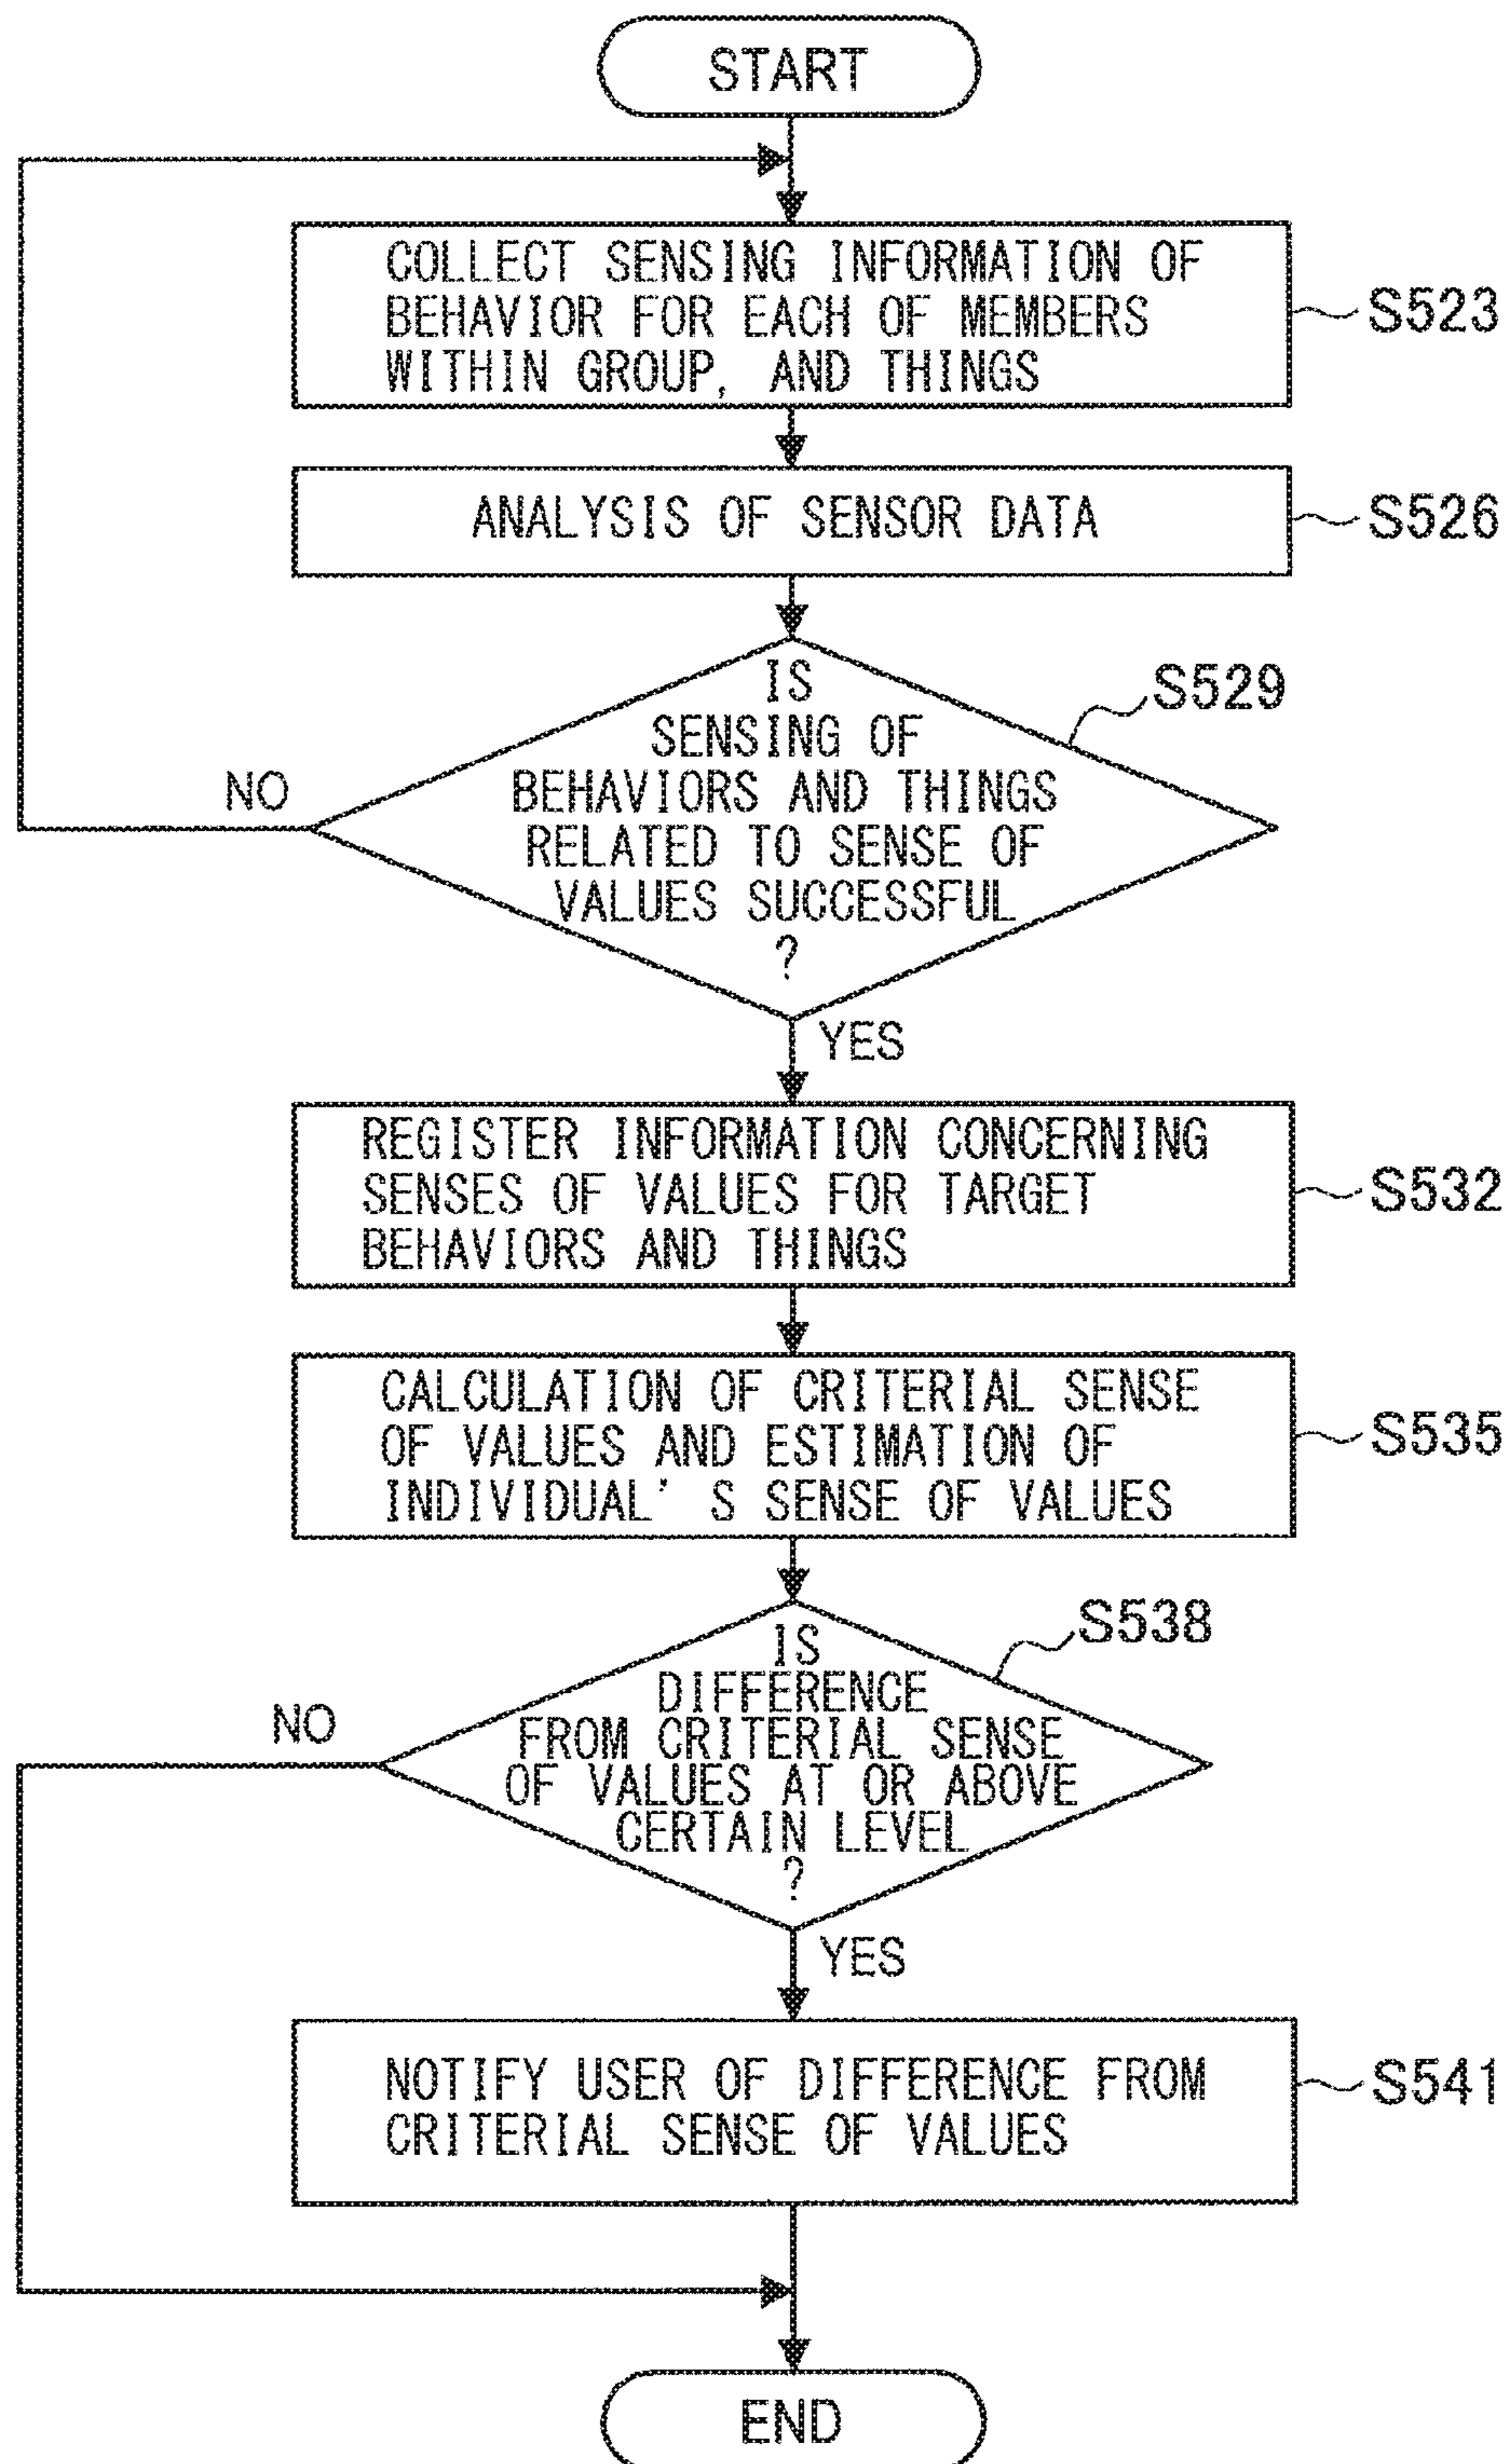 START
COLLECT SENSING INFORMATION OF
BEHAVIOR FOR EACH OF MEMBERS
WITHIN GROUP, AND THINGS
S523
ANALYSIS OF SENSOR DATA
S526
IS
SENSING OF
BEHAVIORS AND THINGS
RELATED TO SENSE OF
VALUES SUCCESSFUL
?
S529
NO
YES
REGISTER INFORMATION CONCERNING
SENSES OF VALUES FOR TARGET
BEHAVIORS AND THINGS
S532
CALCULATION OF CRITERIAL SENSE
OF VALUES AND ESTIMATION OF
INDIVIDUAL'S SENSE OF VALUES
S535
IS
DIFFERENCE
FROM CRITERIAL SENSE
OF VALUES AT OR ABOVE
CERTAIN LEVEL
?
S538
NO
YES
NOTIFY USER OF DIFFERENCE FROM
CRITERIAL SENSE OF VALUES
S541
END